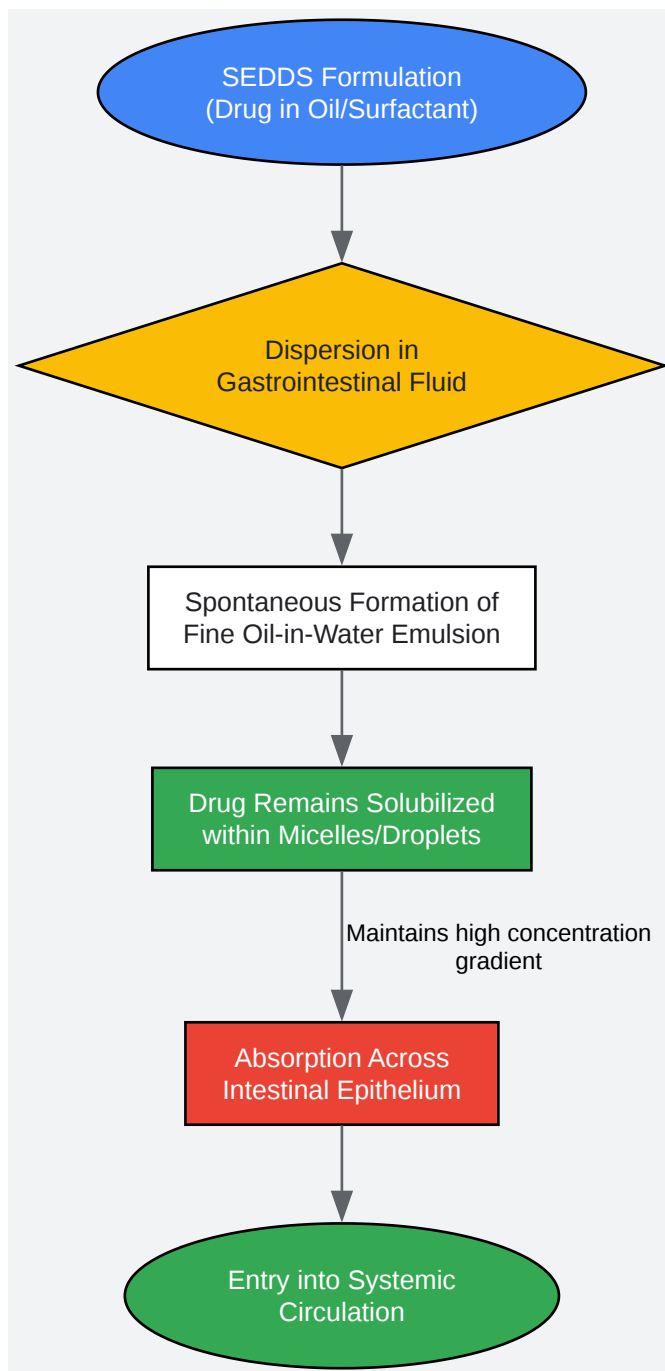 SEDDS Formulation
(Drug in Oil/Surfactant)
Dispersion in
Gastrointestinal Fluid
Spontaneous Formation of
Fine Oil-in-Water Emulsion
Drug Remains Solubilized
within Micelles/Droplets
Maintains high concentration
gradient
Absorption Across
Intestinal Epithelium
Entry into Systemic
Circulation